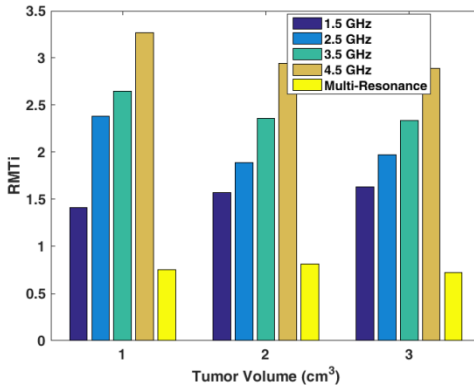 3.5
3
2.5
2
1.5
1
0.5
0
RMTi
1.5 GHz
2.5 GHz
3.5 GHz
4.5 GHz
Multi-Resonance
1 2 3
Tumor Volume (cm³)